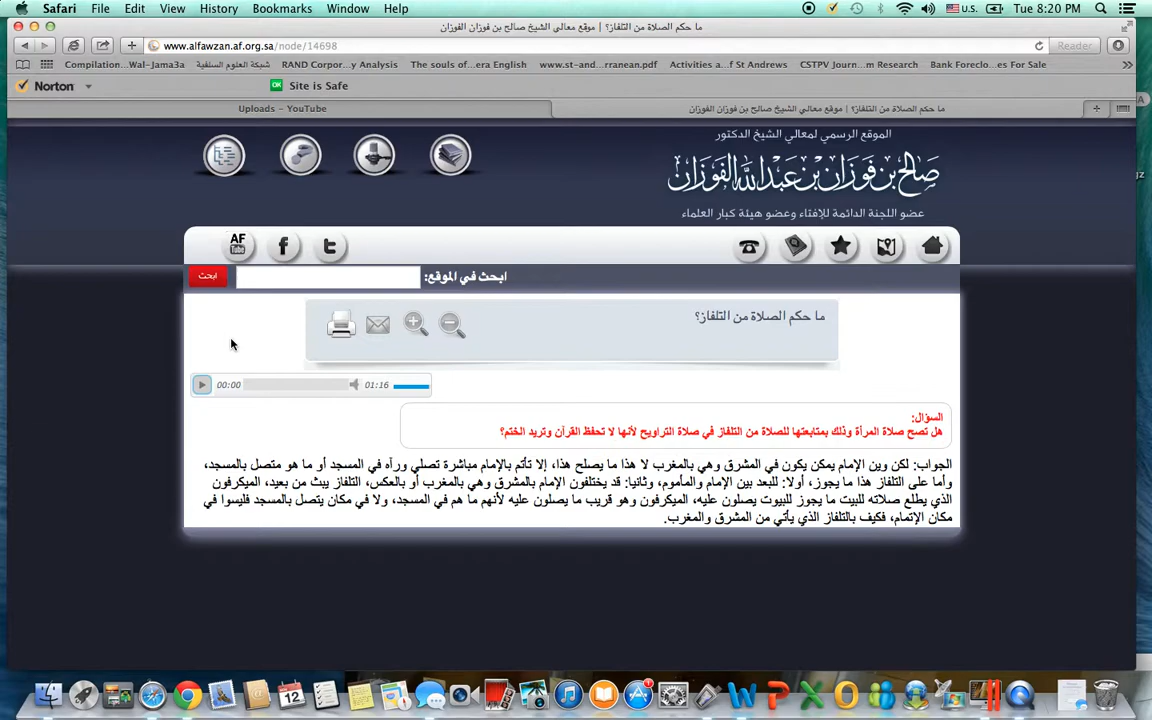 Safari File Edit View History Bookmarks Window Help
U.S. Tue 8:20 PM
ما حكم الصلاة من التلفاز؟ | موقع معالي الشيخ صالح بن فوزان الفوزان
www.alfawzan.af.org.sa/node/14698
Reader
Compilation...Wal-Jama3a شبكة العلوم السلفية RAND Corpor...y Analysis The souls of...era English www.st-and...rranean.pdf Activities a...f St Andrews CSTPV Journ...m Research Bank Foreclo...es For Sale
Norton OK Site is Safe
Uploads - YouTube
ما حكم الصلاة من التلفاز؟ | موقع معالي الشيخ صالح بن فوزان الفوزان
الموقع الرسمي لمعالي الشيخ الدكتور
صالح بن فوزان بن عبدالله الفوزان
عضو اللجنة الدائمة للإفتاء وعضو هيئة كبار العلماء
AF
Tube
ابحث في الموقع:
ابحث
ما حكم الصلاة من التلفاز؟
00:00 01:16
السؤال:
هل تصح صلاة المرأة وذلك بمتابعتها للصلاة من التلفاز في صلاة التراويح لأنها لا تحفظ القرآن وتريد الختم؟
الجواب: لكن وين الإمام يمكن يكون في المشرق وهي بالمغرب لا هذا ما يصلح هذا، إلا تأتم بالإمام مباشرة تصلي ورآه في المسجد أو ما هو متصل بالمسجد،
وأما على التلفاز هذا ما يجوز، أولا: للبعد بين الإمام والمأموم، وثانيا: قد يختلفون الإمام بالمشرق وهي بالمغرب أو بالعكس، التلفاز يبث من بعيد، الميكرفون
الذي يطلع صلاته للبيت ما يجوز للبيوت يصلون عليه، الميكرفون وهو قريب ما يصلون عليه لأنهم ما هم في المسجد، ولا في مكان يتصل بالمسجد فليسوا في
مكان الإتمام، فكيف بالتلفاز الذي يأتي من المشرق والمغرب.